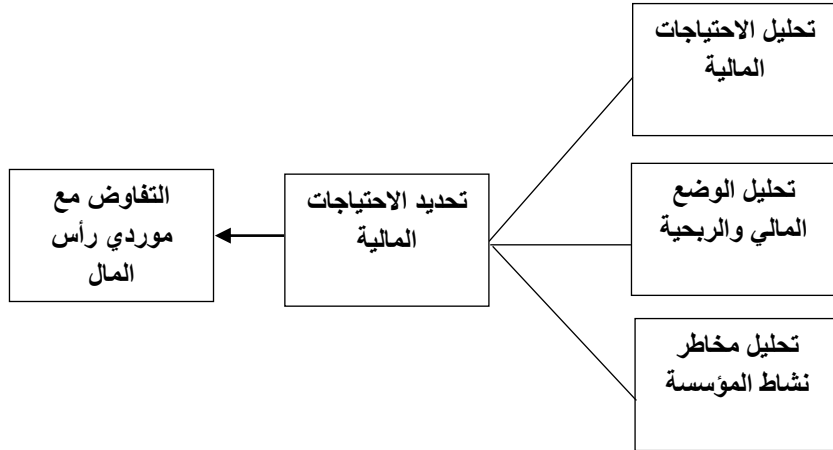 تحليل الاحتياجات
المالية
تحليل الوضع
المالي والربحية
تحليل مخاطر
نشاط المؤسسة
تحديد الاحتياجات
المالية
التفاوض مع
موردي رأس
المال